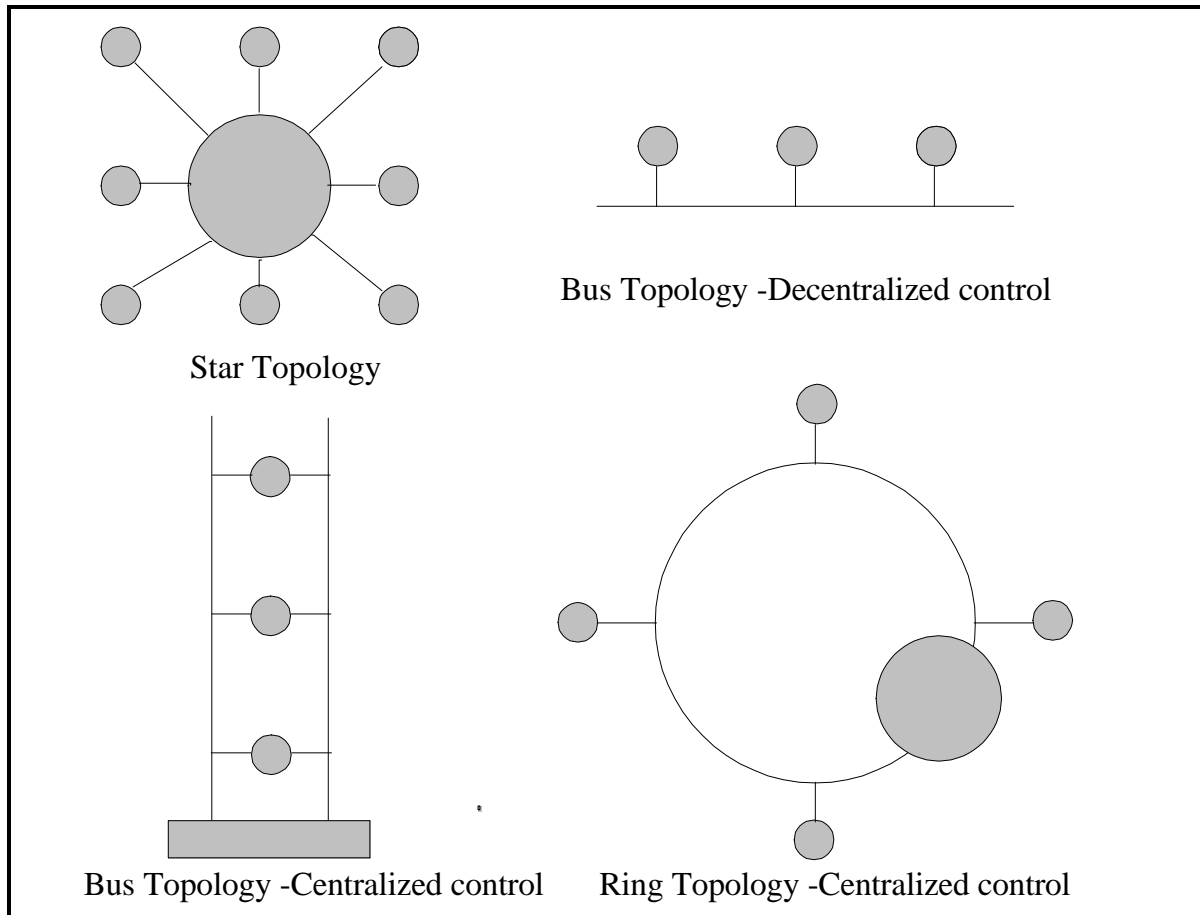 Bus Topology -Decentralized control
Star Topology
Bus Topology -Centralized control
Ring Topology -Centralized control